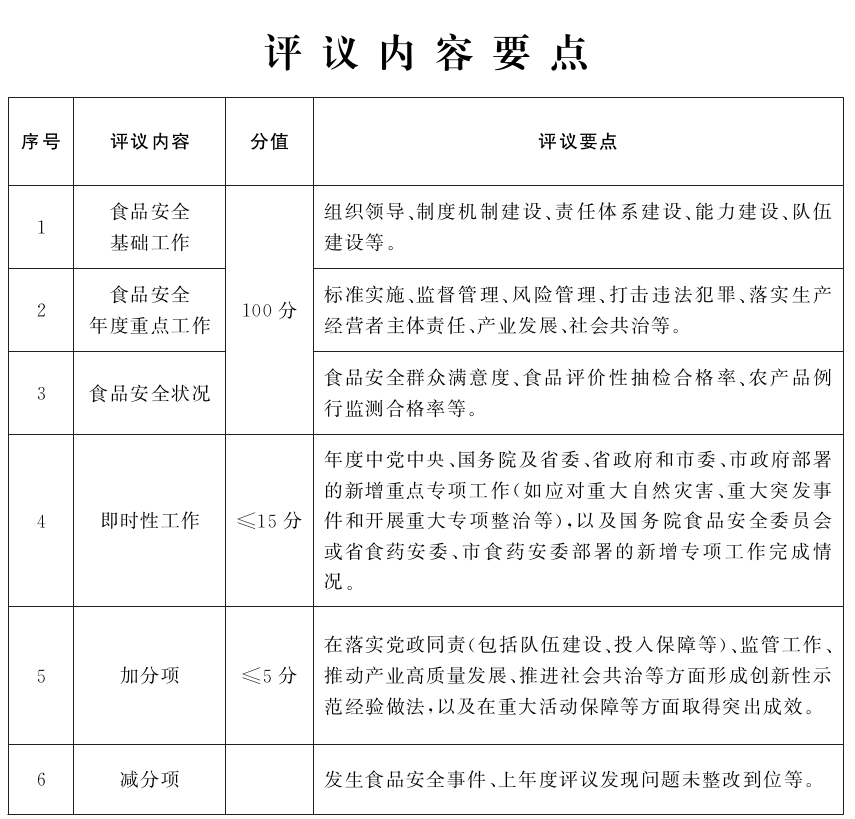 评议内容要点
序号 评议内容 分值 评议要点
1 食品安全
基础工作
组织领导、制度机制建设、责任体系建设、能力建设、队伍
建设等。
2 食品安全
年度重点工作
100分
标准实施、监督管理、风险管理、打击违法犯罪、落实生产
经营者主体责任、产业发展、社会共治等。
3 食品安全状况
食品安全群众满意度、食品评价性抽检合格率、农产品例
行监测合格率等。
4 即时性工作 ≤15分
年度中党中央、国务院及省委、省政府和市委、市政府部署
的新增重点专项工作(如应对重大自然灾害、重大突发事
件和开展重大专项整治等),以及国务院食品安全委员会
或省食药安委、市食药安委部署的新增专项工作完成情
况。
5 加分项 ≤5分
在落实党政同责(包括队伍建设、投入保障等)、监管工作、
推动产业高质量发展、推进社会共治等方面形成创新性示
范经验做法,以及在重大活动保障等方面取得突出成效。
6 减分项
发生食品安全事件、上年度评议发现问题未整改到位等。